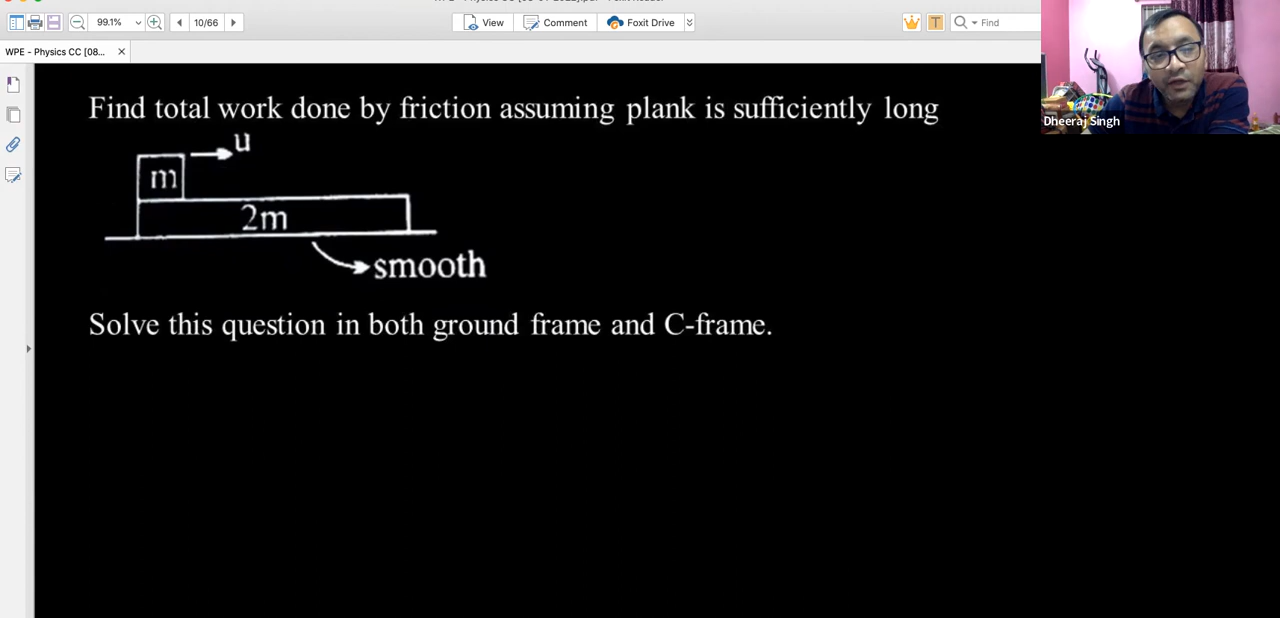 99.1%
10/66
View
Comment
Foxit Drive
T
Find
WPE - Physics CC [08...
Dheeraj Singh
Find total work done by friction assuming plank is sufficiently long
u
m
2m
smooth
Solve this question in both ground frame and C-frame.